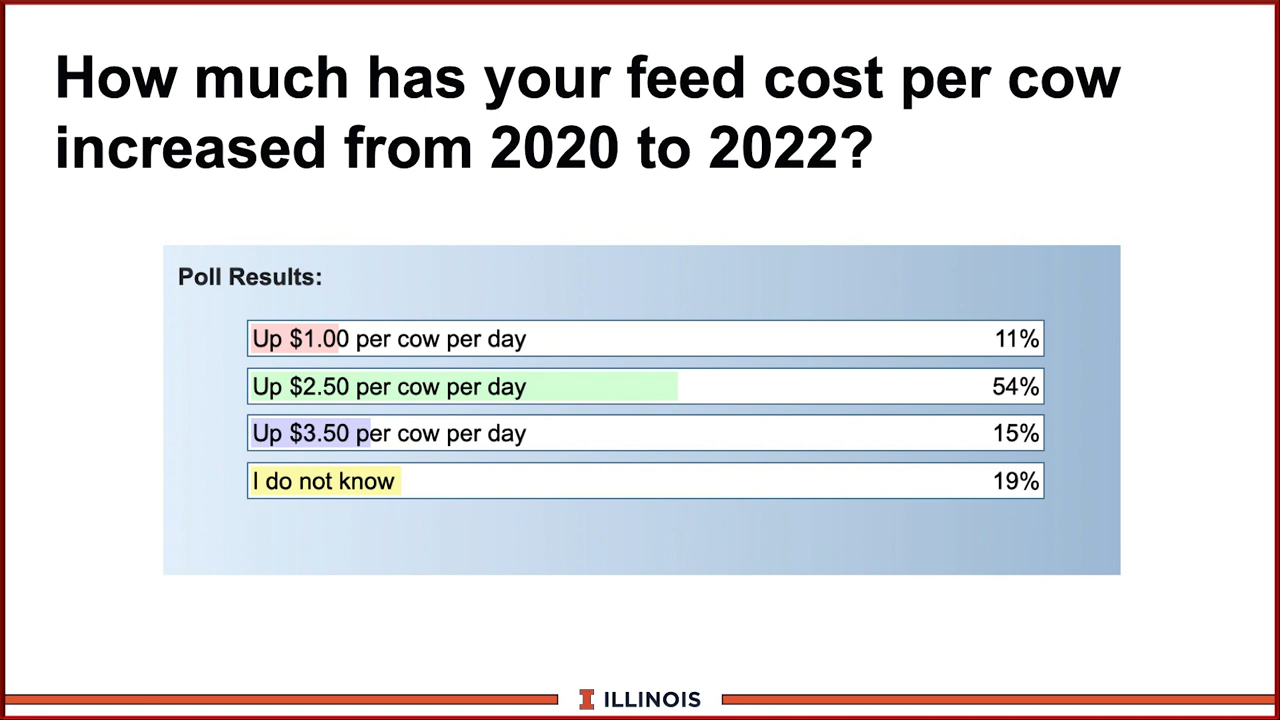 How much has your feed cost per cow
increased from 2020 to 2022?
Poll Results:
Up $1.00 per cow per day 11%
Up $2.50 per cow per day 54%
Up $3.50 per cow per day 15%
I do not know 19%
I ILLINOIS